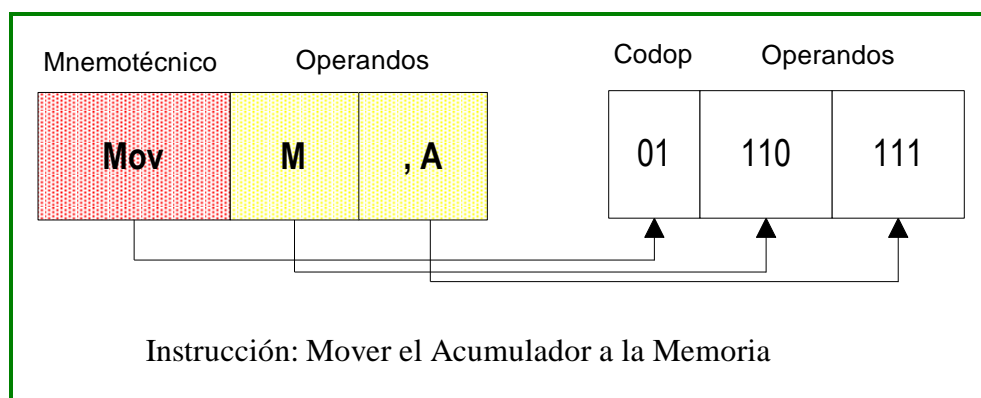 Mnemotécnico Operandos Codop Operandos
Mov M , A 01 110 111
Instrucción: Mover el Acumulador a la Memoria